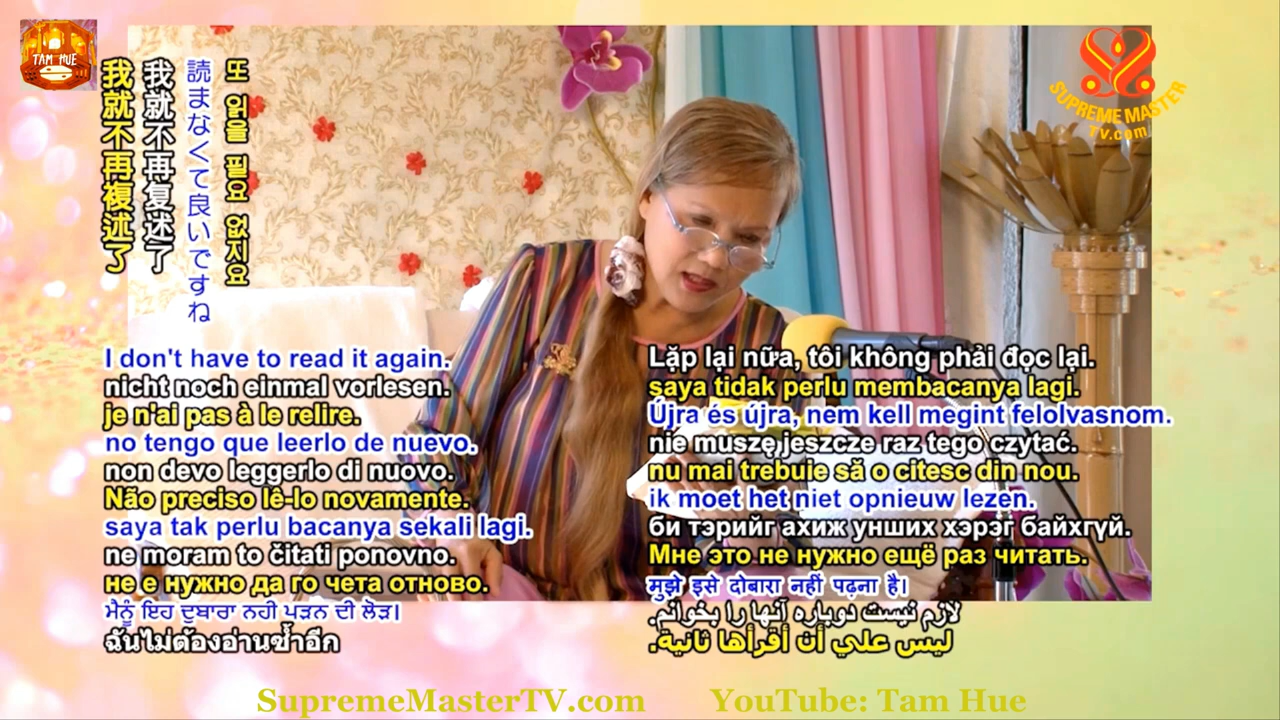 TAM HUE
我就不再複述了
我就不再复述了
読まなくて良いですね
또 읽을 필요 없지요
SUPREME MASTER
TV.com
I don't have to read it again.
nicht noch einmal vorlesen.
je n'ai pas à le relire.
no tengo que leerlo de nuevo.
non devo leggerlo di nuovo.
Não preciso lê-lo novamente.
saya tak perlu bacanya sekali lagi.
ne moram to čitati ponovno.
не е нужно да го чета отново.
ਮੈਨੂੰ ਇਹ ਦੁਬਾਰਾ ਨਹੀ ਪੜਨ ਦੀ ਲੋੜ।
ฉันไม่ต้องอ่านซ้ำอีก
Lặp lại nữa, tôi không phải đọc lại.
saya tidak perlu membacanya lagi.
Újra és újra, nem kell megint felolvasnom.
nie muszę jeszcze raz tego czytać.
nu mai trebuie să o citesc din nou.
ik moet het niet opnieuw lezen.
би тэрийг ахиж унших хэрэг байхгүй.
Мне это не нужно ещё раз читать.
मुझे इसे दोबारा नहीं पढ़ना है।
لازم نیست دوباره آنها را بخوانم.
ليس علي أن أقرأها ثانية.
SupremeMasterTV.com
YouTube: Tam Hue